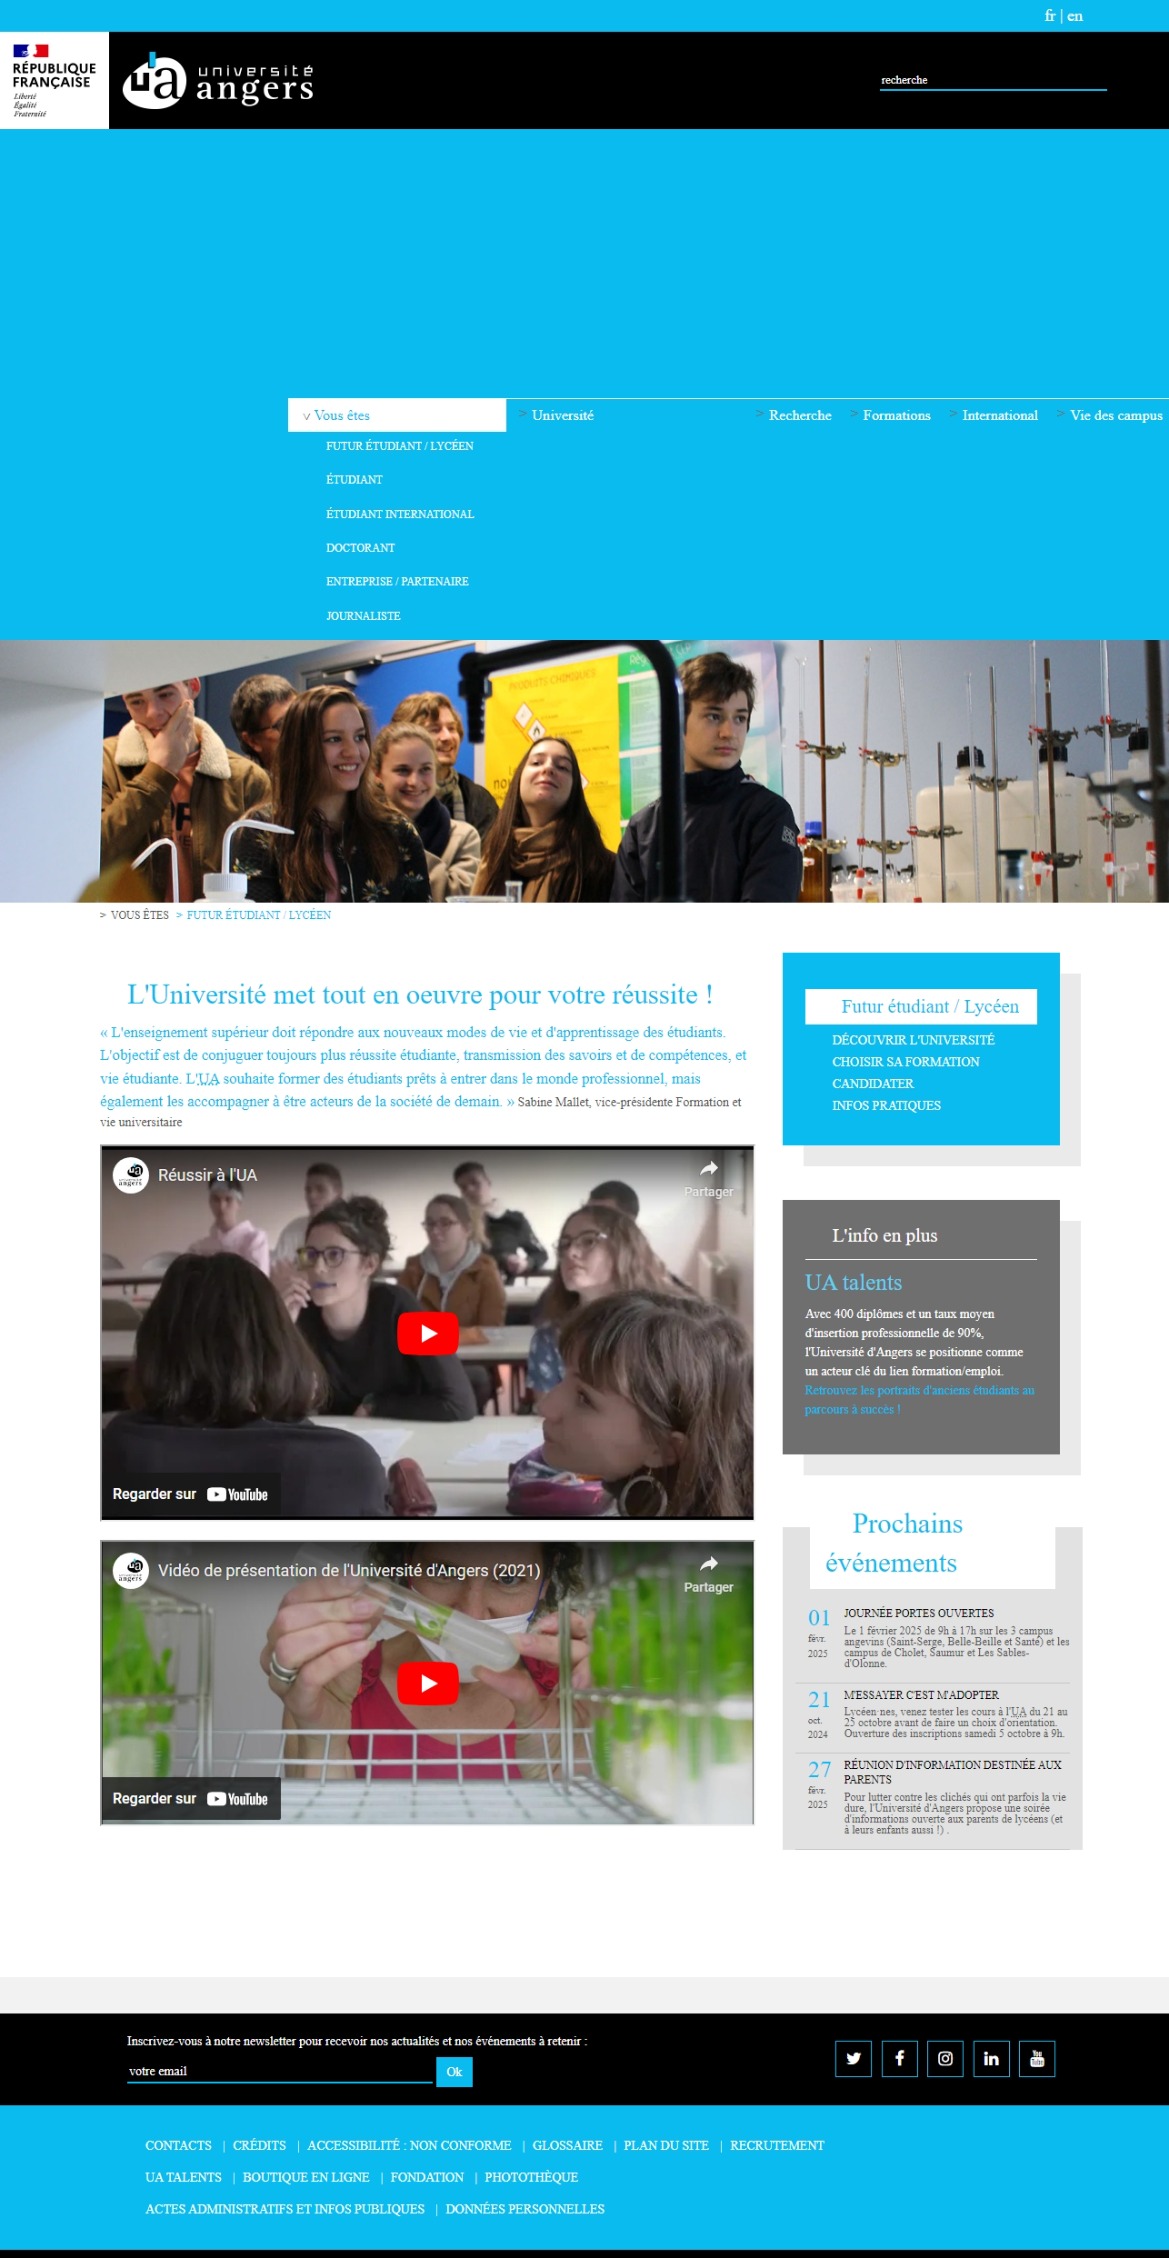 fr | en
RÉPUBLIQUE
FRANÇAISE
Liberté
Égalité
Fraternité
université
angers
recherche
v Vous êtes
> Université
> Recherche
> Formations
> International
> Vie des campus
FUTUR ÉTUDIANT / LYCÉEN
ÉTUDIANT
ÉTUDIANT INTERNATIONAL
DOCTORANT
ENTREPRISE / PARTENAIRE
JOURNALISTE
PRODUITS CHIMIQUES
> VOUS ÊTES > FUTUR ÉTUDIANT / LYCÉEN
L'Université met tout en oeuvre pour votre réussite !
« L'enseignement supérieur doit répondre aux nouveaux modes de vie et d'apprentissage des étudiants.
L'objectif est de conjuguer toujours plus réussite étudiante, transmission des savoirs et de compétences, et
vie étudiante. L'UA souhaite former des étudiants prêts à entrer dans le monde professionnel, mais
également les accompagner à être acteurs de la société de demain. » Sabine Mallet, vice-présidente Formation et
vie universitaire
Réussir à l'UA
Partager
Regarder sur YouTube
Vidéo de présentation de l'Université d'Angers (2021)
Partager
Regarder sur YouTube
Futur étudiant / Lycéen
DÉCOUVRIR L'UNIVERSITÉ
CHOISIR SA FORMATION
CANDIDATER
INFOS PRATIQUES
L'info en plus
UA talents
Avec 400 diplômes et un taux moyen
d'insertion professionnelle de 90%,
l'Université d'Angers se positionne comme
un acteur clé du lien formation/emploi.
Retrouvez les portraits d'anciens étudiants au
parcours à succès !
Prochains
événements
01
févr.
2025
JOURNÉE PORTES OUVERTES
Le 1 février 2025 de 9h à 17h sur les 3 campus
angevins (Saint-Serge, Belle-Beille et Santé) et les
campus de Cholet, Saumur et Les Sables-
d'Olonne.
21
oct.
2024
M'ESSAYER C'EST M'ADOPTER
Lycéen·nes, venez tester les cours à l'UA du 21 au
25 octobre avant de faire un choix d'orientation.
Ouverture des inscriptions samedi 5 octobre à 9h.
27
févr.
2025
RÉUNION D'INFORMATION DESTINÉE AUX
PARENTS
Pour lutter contre les clichés qui ont parfois la vie
dure, l'Université d'Angers propose une soirée
d'informations ouverte aux parents de lycéens (et
à leurs enfants aussi !) .
Inscrivez-vous à notre newsletter pour recevoir nos actualités et nos événements à retenir :
votre email
Ok
CONTACTS | CRÉDITS | ACCESSIBILITÉ : NON CONFORME | GLOSSAIRE | PLAN DU SITE | RECRUTEMENT
UA TALENTS | BOUTIQUE EN LIGNE | FONDATION | PHOTOTHÈQUE
ACTES ADMINISTRATIFS ET INFOS PUBLIQUES | DONNÉES PERSONNELLES